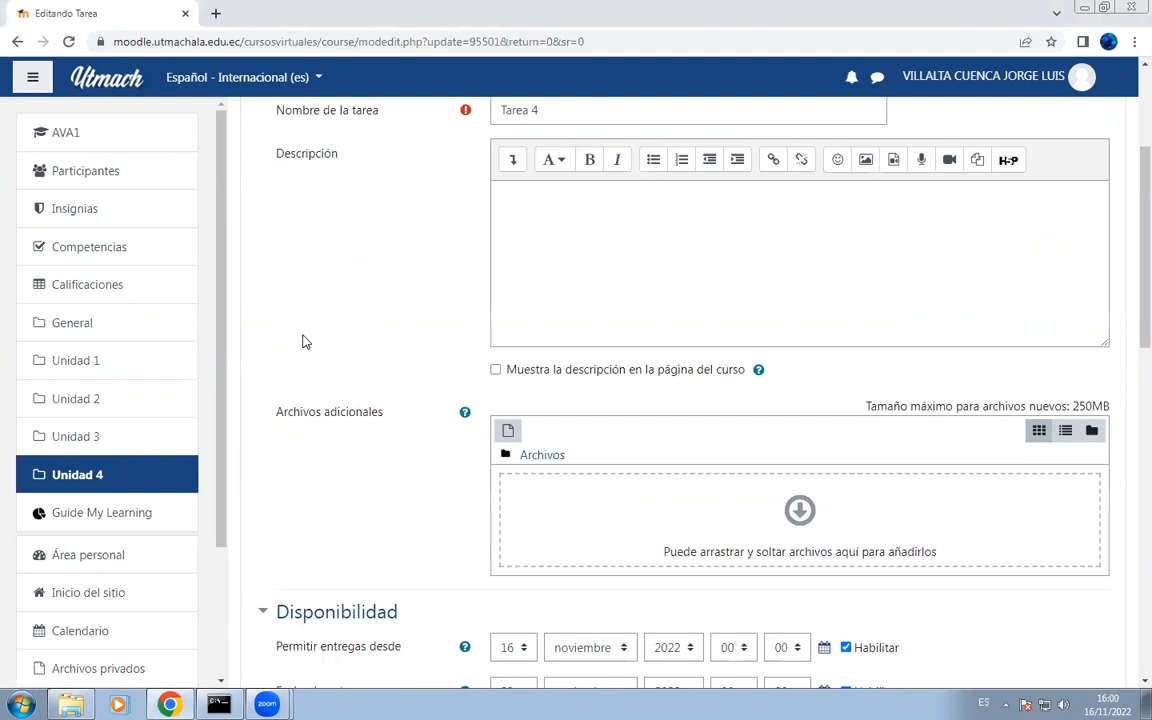 Editando Tarea
moodle.utmachala.edu.ec/cursosvirtuales/course/modedit.php?update=95501&return=0&sr=0
Utmach
Español - Internacional (es)
VILLALTA CUENCA JORGE LUIS
AVA1
Participantes
Insignias
Competencias
Calificaciones
General
Unidad 1
Unidad 2
Unidad 3
Unidad 4
Guide My Learning
Área personal
Inicio del sitio
Calendario
Archivos privados
Nombre de la tarea
Tarea 4
Descripción
A
B
I
H5P
Muestra la descripción en la página del curso
Archivos adicionales
Tamaño máximo para archivos nuevos: 250MB
Archivos
Puede arrastrar y soltar archivos aquí para añadirlos
Disponibilidad
Permitir entregas desde
16 noviembre 2022 00 00 Habilitar
zoom
ES
16:00
16/11/2022